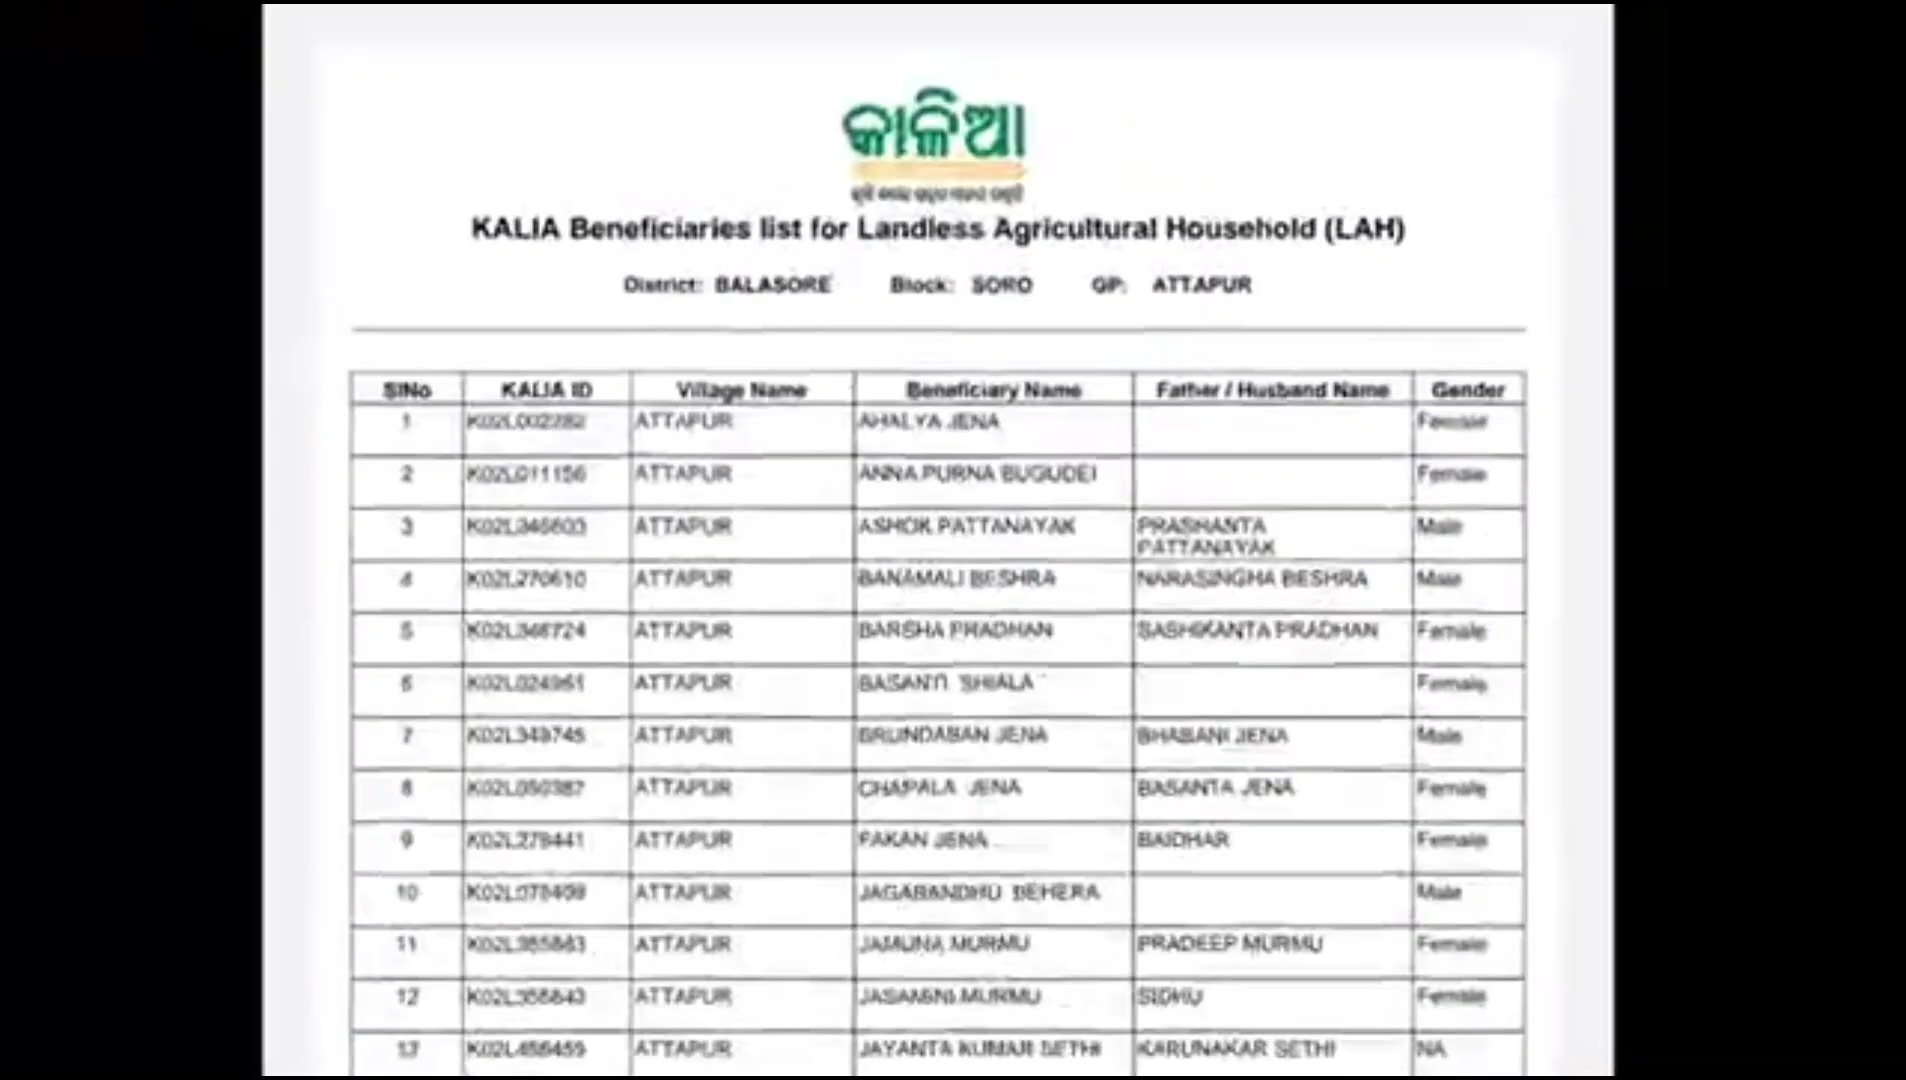 କାଳିଆ
KALIA Beneficiaries list for Landless Agricultural Household (LAH)
District: BALASORE Block: SORO GP: ATTAPUR
SlNo KALIA ID Village Name Beneficiary Name Father / Husband Name Gender
1 ATTAPUR AHALYA JENA Female
2 K02L011156 ATTAPUR ANNAPURNA BUGUDEI Female
3 ATTAPUR ASHOK PATTANAYAK PRASHANTA Male
PATTANAYAK
4 K02L270610 ATTAPUR BANAMALI BESHRA NARASINGHA BESHRA Male
5 ATTAPUR BARSHA PRADHAN SASHIKANTA PRADHAN Female
6 ATTAPUR BASANTI Female
7 ATTAPUR BRUNDABAN JENA BHABANI JENA Male
8 ATTAPUR CHAPALA JENA BASANTA JENA Female
9 ATTAPUR JENA BAIDHAR Female
10 ATTAPUR JAGABANDHU BEHERA Male
11 ATTAPUR JAMUNA MURMU PRADEEP MURMU Female
12 ATTAPUR JASAMINI MURMU SIDHU Female
13 ATTAPUR JAYANTA KUMAR SETHI KARUNAKAR SETHI NA